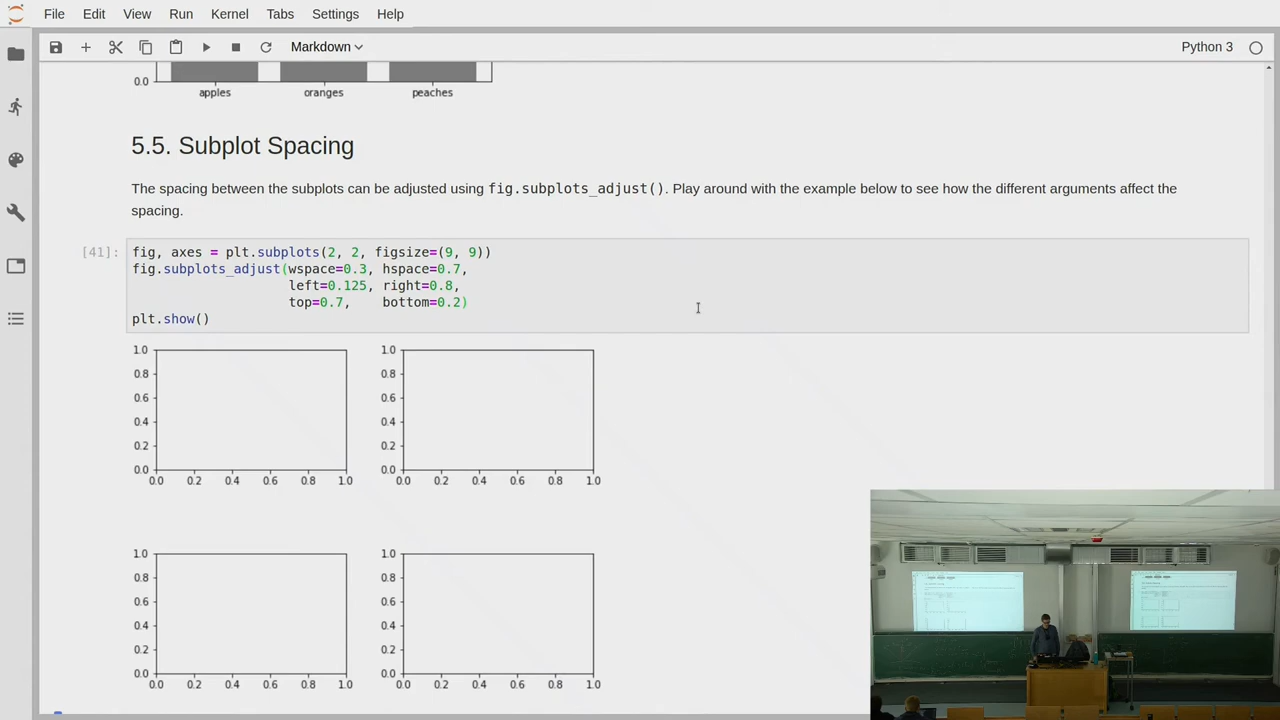 File Edit View Run Kernel Tabs Settings Help
Markdown Python 3
0.0
apples oranges peaches
5.5. Subplot Spacing
The spacing between the subplots can be adjusted using fig.subplots_adjust(). Play around with the example below to see how the different arguments affect the
spacing.
[41]: fig, axes = plt.subplots(2, 2, figsize=(9, 9))
fig.subplots_adjust(wspace=0.3, hspace=0.7,
left=0.125, right=0.8,
top=0.7, bottom=0.2)
plt.show()
1.0 1.0
0.8 0.8
0.6 0.6
0.4 0.4
0.2 0.2
0.0 0.0
0.0 0.2 0.4 0.6 0.8 1.0 0.0 0.2 0.4 0.6 0.8 1.0
1.0 1.0
0.8 0.8
0.6 0.6
0.4 0.4
0.2 0.2
0.0 0.0
0.0 0.2 0.4 0.6 0.8 1.0 0.0 0.2 0.4 0.6 0.8 1.0